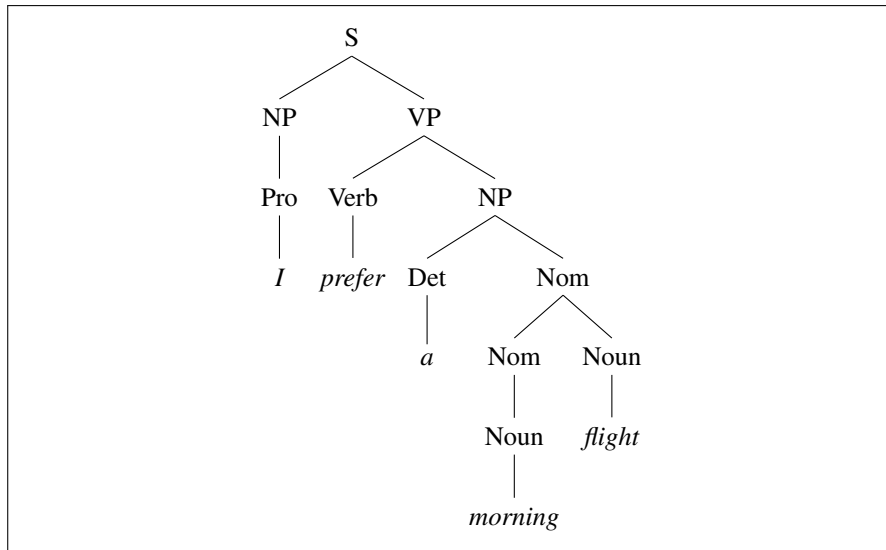 S
NP VP
Pro Verb NP
I prefer Det Nom
a Nom Noun
Noun flight
morning